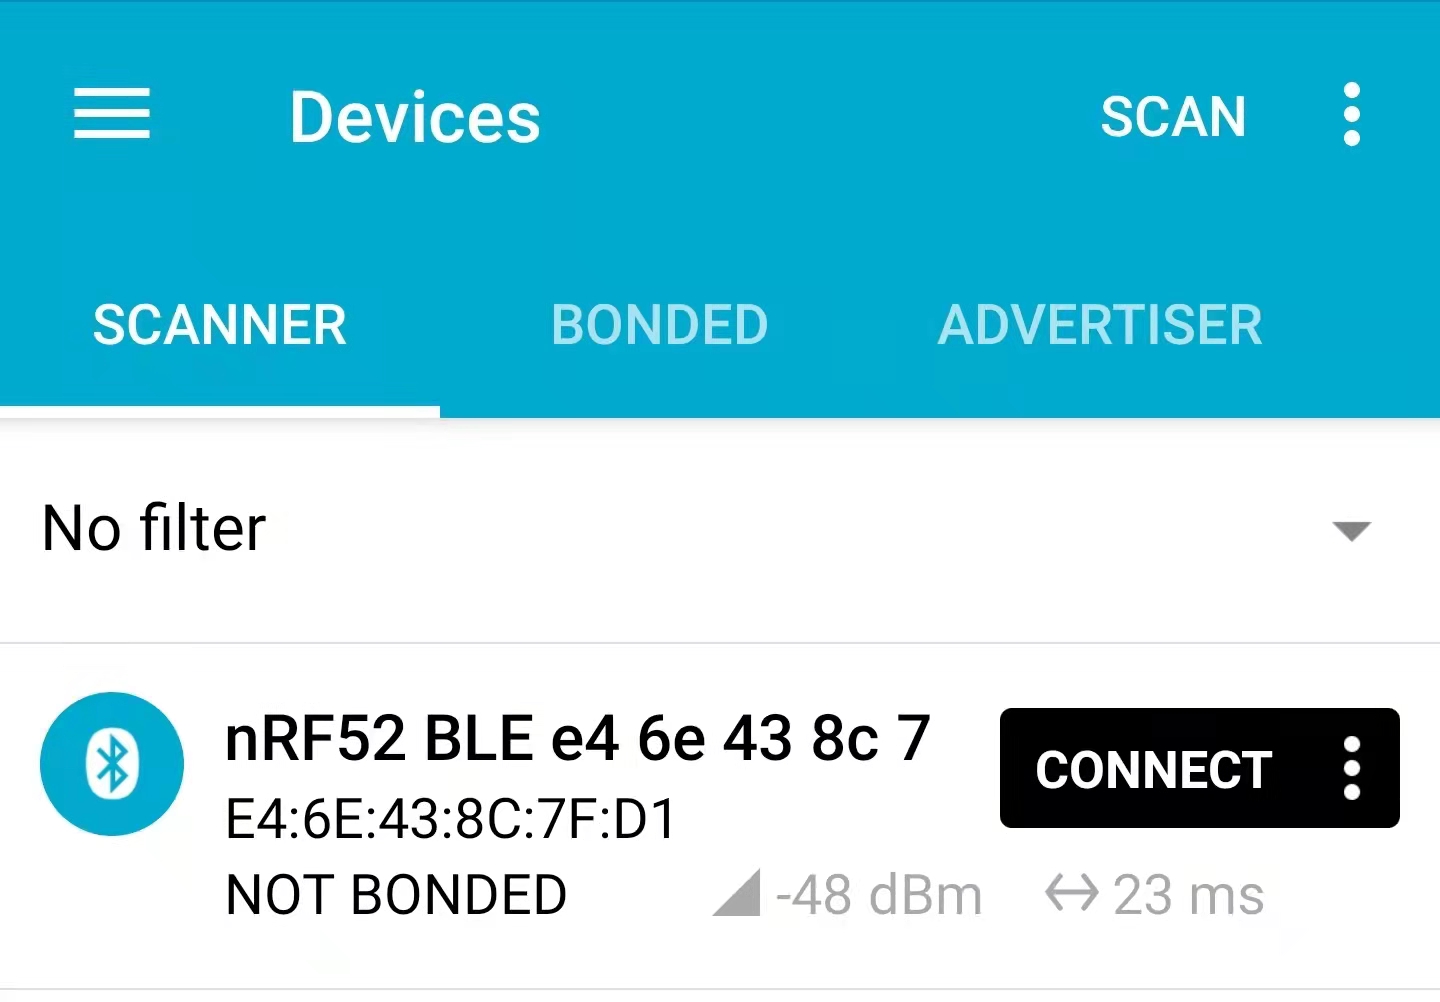 Devices SCAN
SCANNER BONDED ADVERTISER
No filter
nRF52 BLE e4 6e 43 8c 7
CONNECT
E4:6E:43:8C:7F:D1
NOT BONDED -48 dBm 23 ms